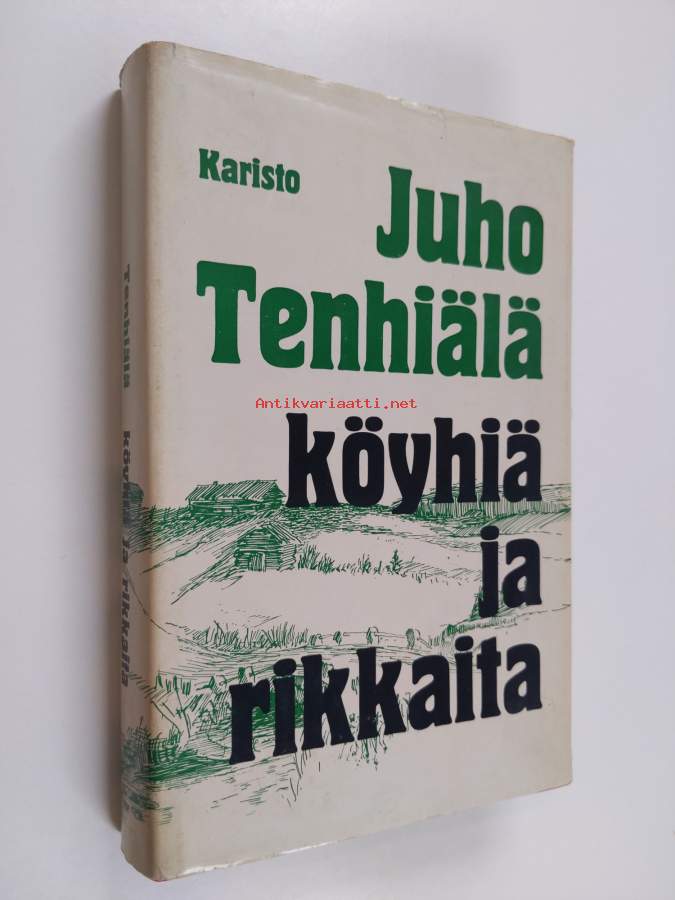 Karisto
Juho
Tenhiälä
Antikvariaatti.net
köyhiä
ja
rikkaita
Tenhiälä köyhiä ja rikkaita